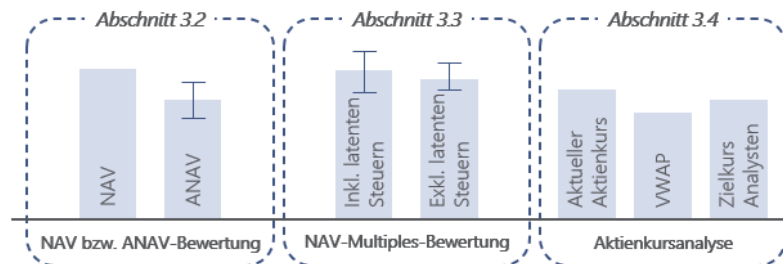 Abschnitt 3.2
NAV
ANAV
NAV bzw. ANAV-Bewertung
Abschnitt 3.3
Inkl. latenten
Steuern
Exkl. latenten
Steuern
NAV-Multiples-Bewertung
Abschnitt 3.4
Aktueller
Aktienkurs
VWAP
Zielkurs
Analysten
Aktienkursanalyse